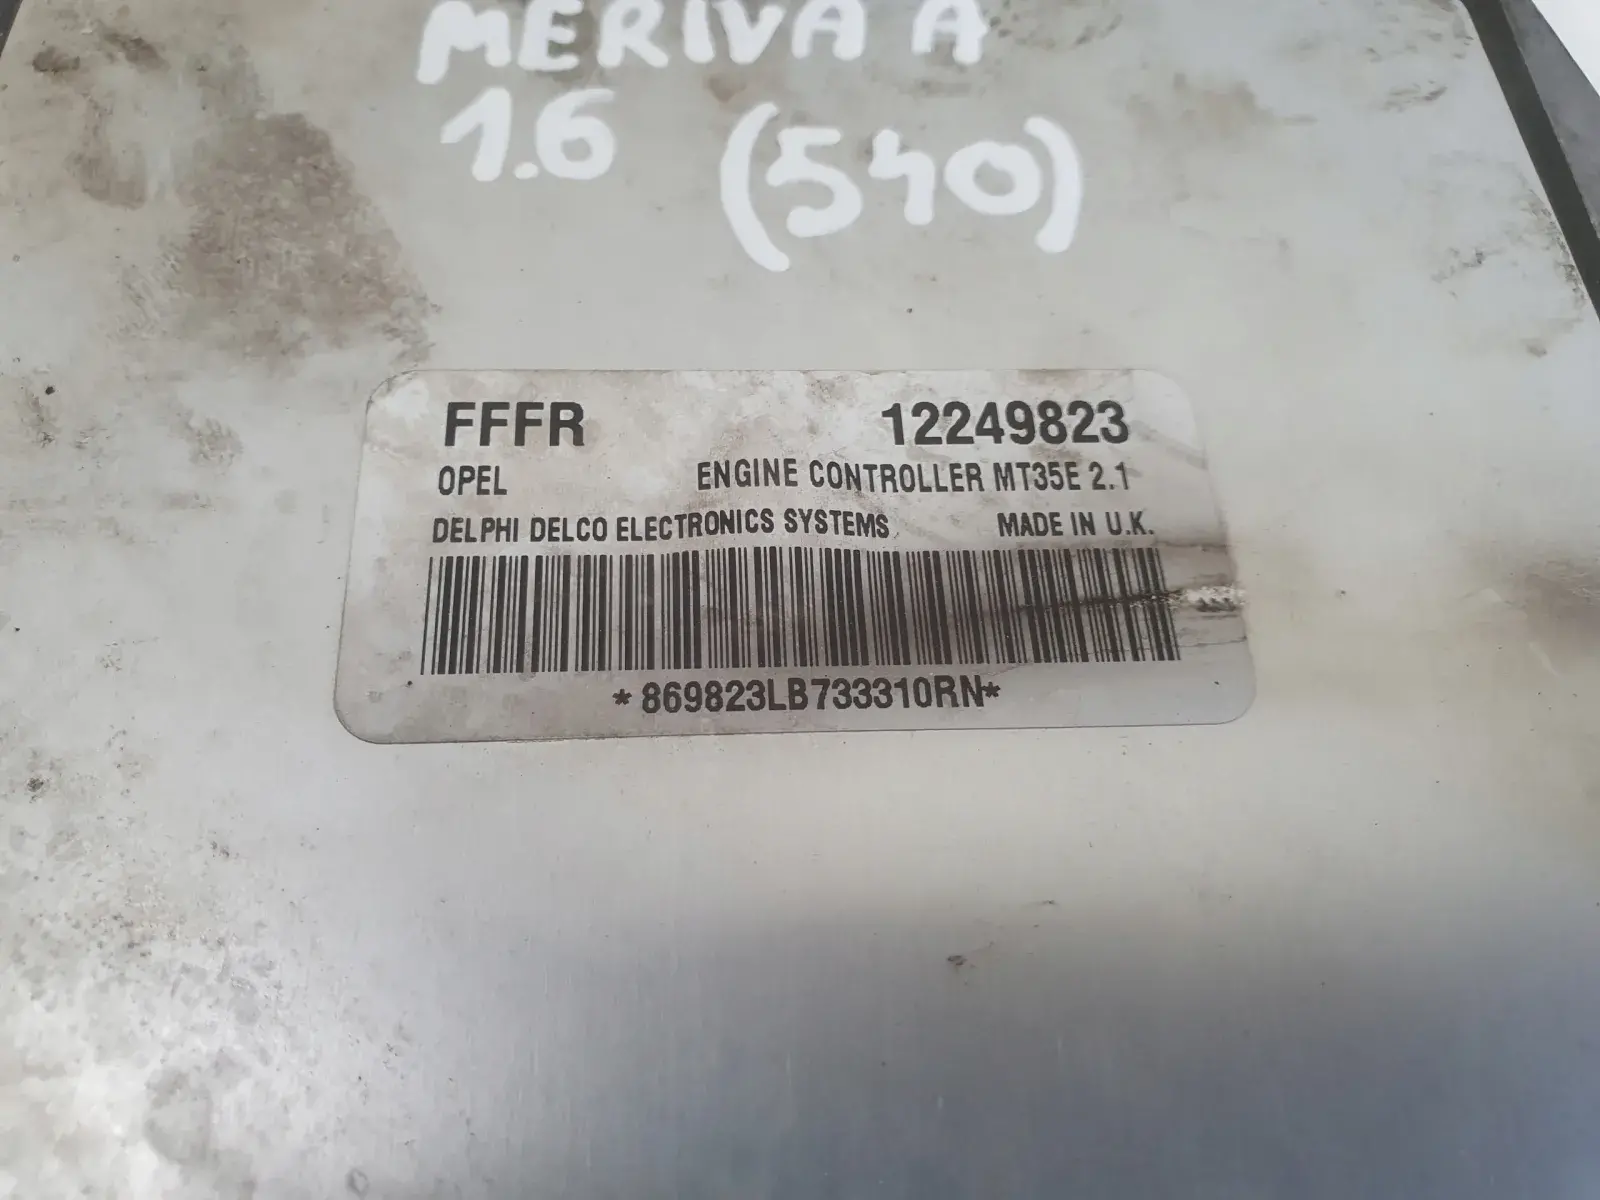 MERIVA A
1.6 (540)
FFFR 12249823
OPEL ENGINE CONTROLLER MT35E 2.1
DELPHI DELCO ELECTRONICS SYSTEMS MADE IN U.K.
*869823LB733310RN*